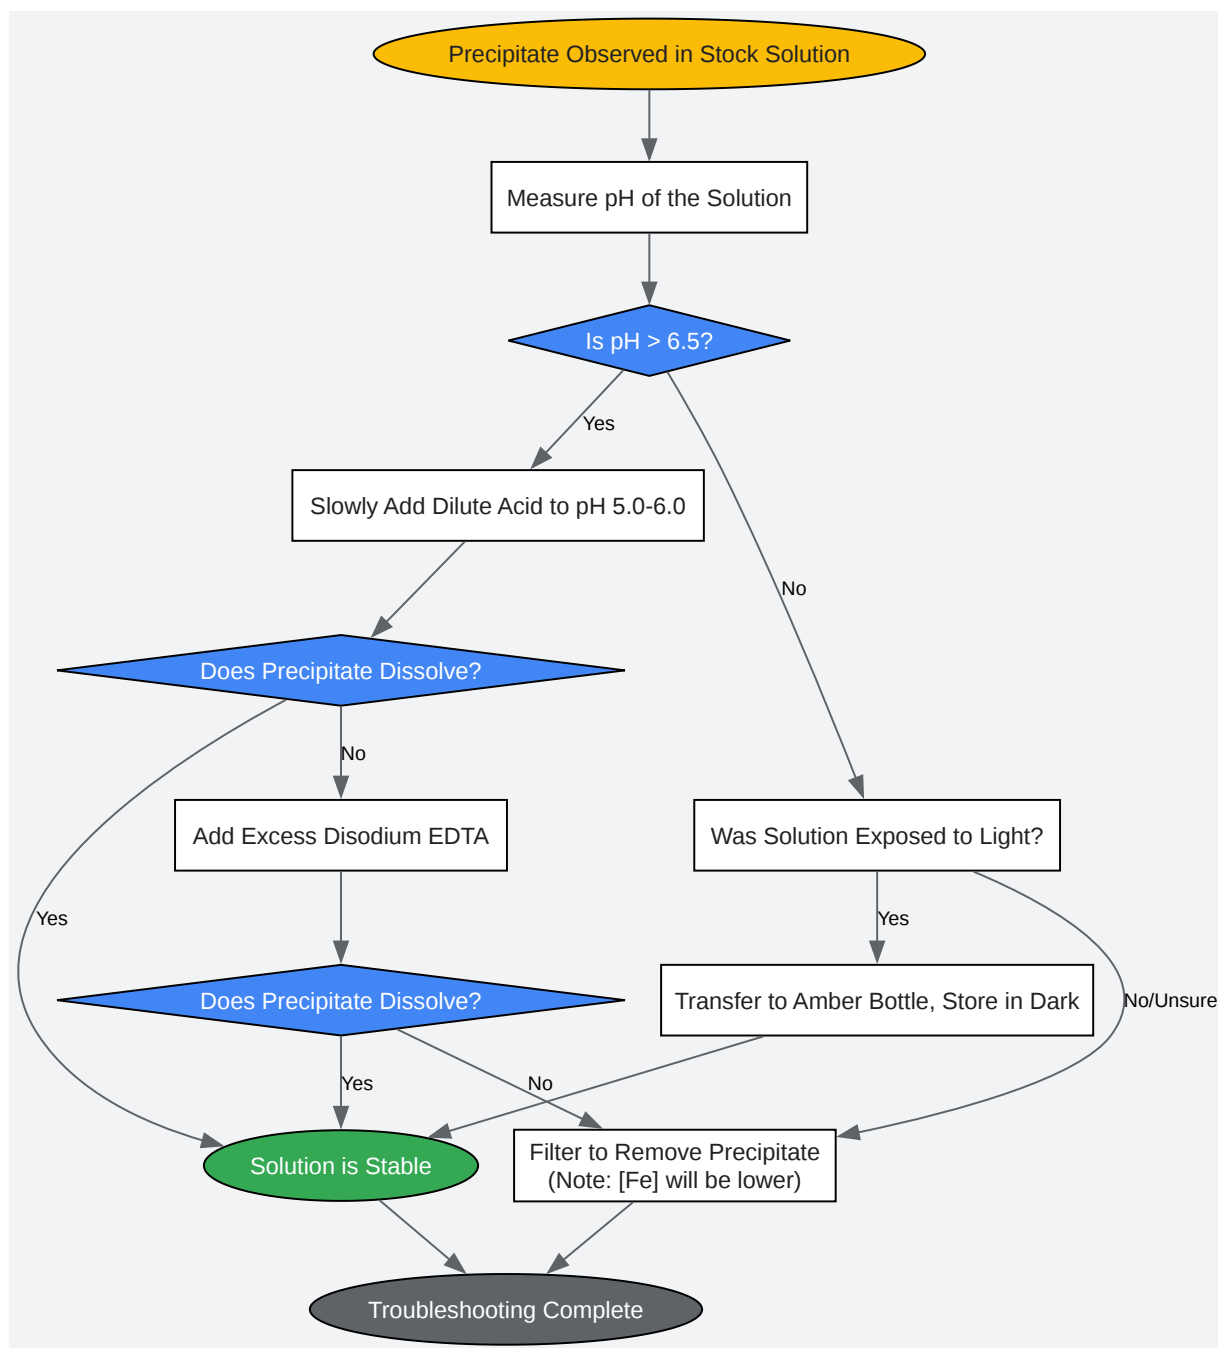 Precipitate Observed in Stock Solution
Measure pH of the Solution
Is pH > 6.5?
Yes
Slowly Add Dilute Acid to pH 5.0-6.0
No
Does Precipitate Dissolve?
No
Add Excess Disodium EDTA
Was Solution Exposed to Light?
Yes
Yes
Does Precipitate Dissolve?
Transfer to Amber Bottle, Store in Dark
No/Unsure
Yes
No
Solution is Stable
Filter to Remove Precipitate
(Note: [Fe] will be lower)
Troubleshooting Complete